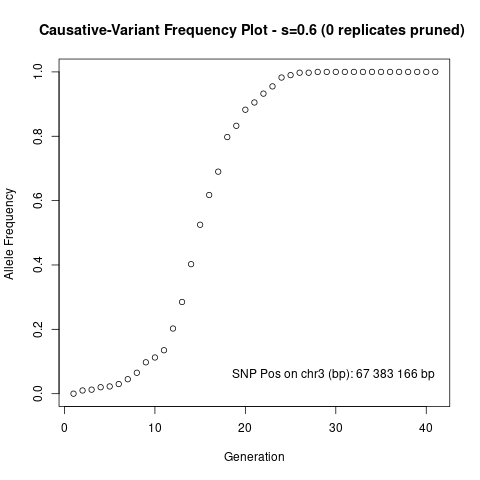 Causative-Variant Frequency Plot - s=0.6 (0 replicates pruned)
Allele Frequency
1.0
0.8
0.6
0.4
0.2
0.0
SNP Pos on chr3 (bp): 67 383 166 bp
0 10 20 30 40
Generation